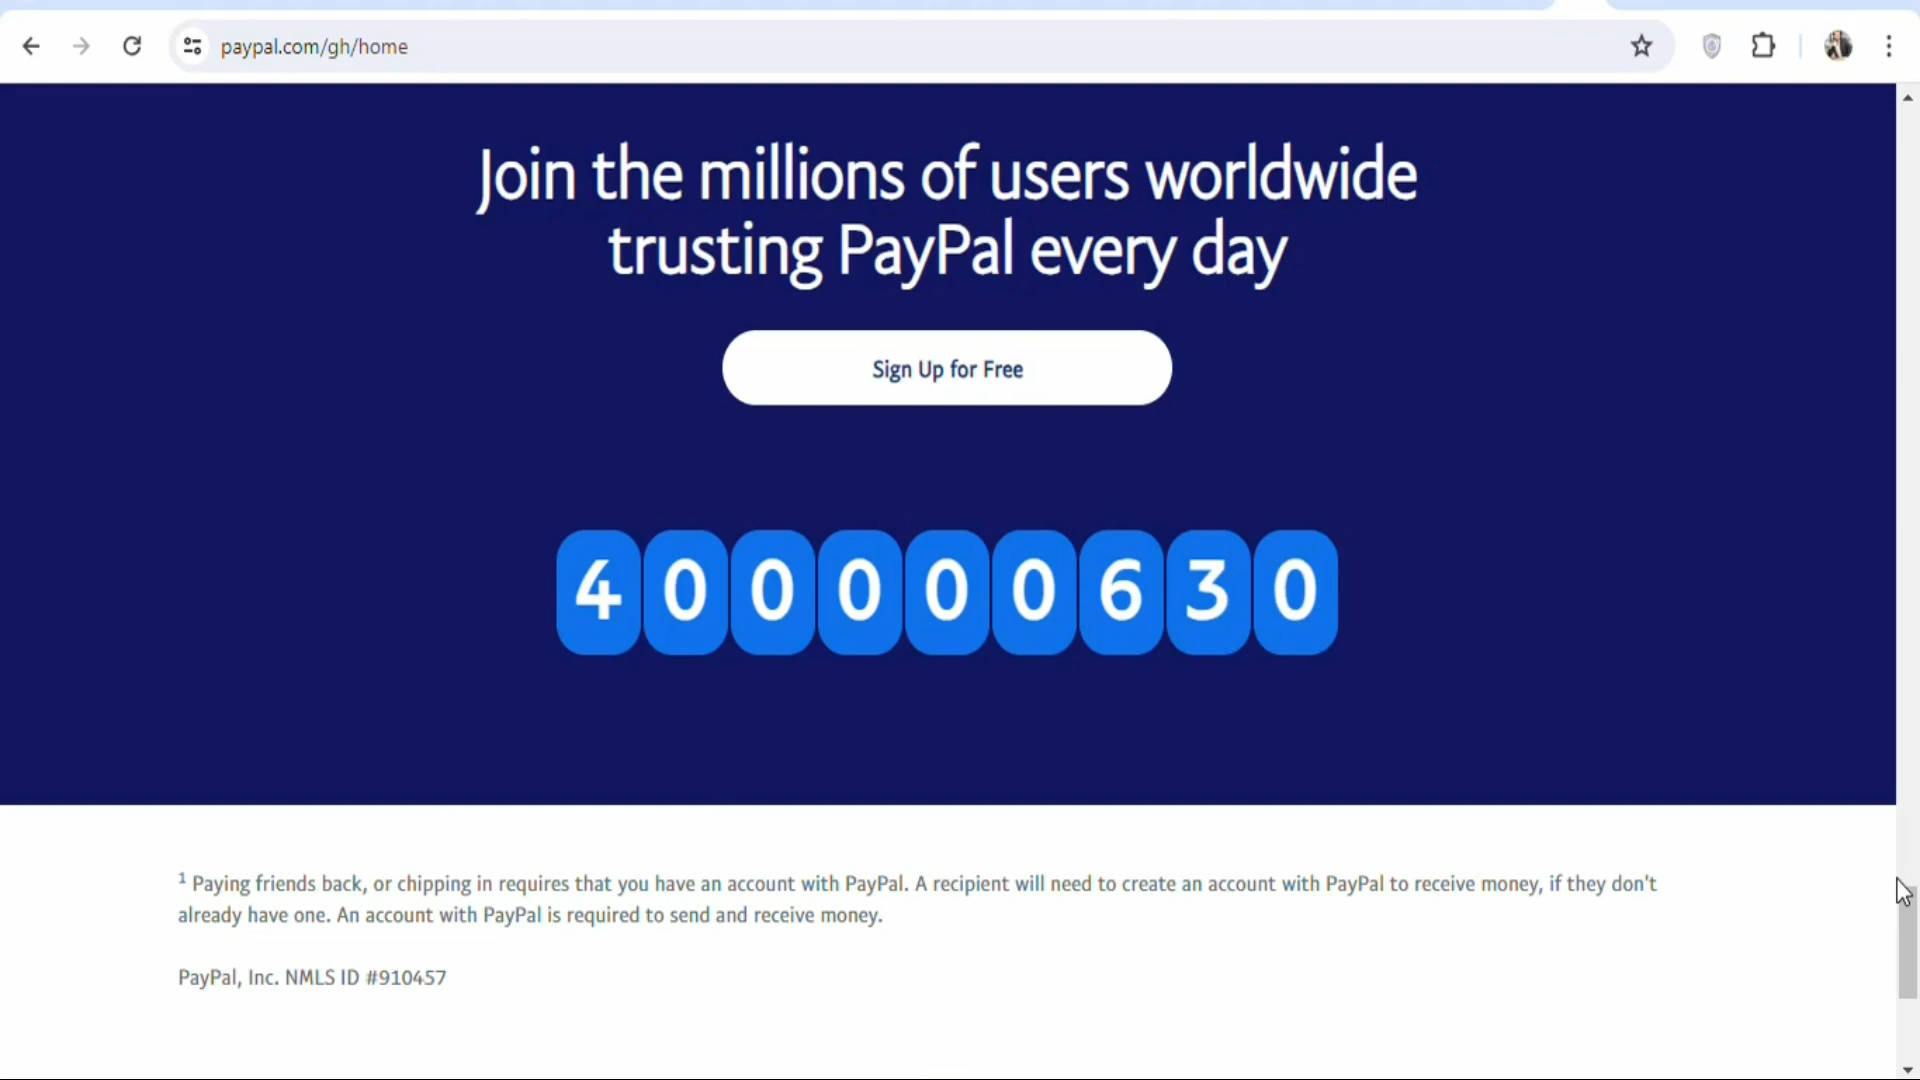 paypal.com/gh/home
Join the millions of users worldwide
trusting PayPal every day
Sign Up for Free
400000630
1 Paying friends back, or chipping in requires that you have an account with PayPal. A recipient will need to create an account with PayPal to receive money, if they don't
already have one. An account with PayPal is required to send and receive money.
PayPal, Inc. NMLS ID #910457